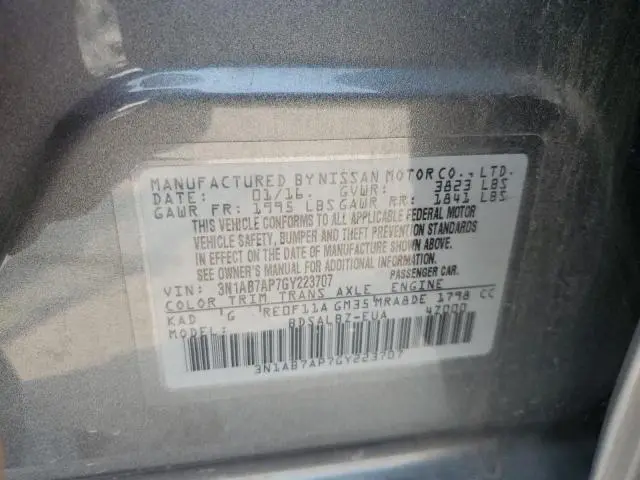 MANUFACTURED BY NISSAN MOTOR CO., LTD.
DATE: 01/16 GVWR: 3823 LBS
GAWR FR: 1995 LBS GAWR RR: 1841 LBS
THIS VEHICLE CONFORMS TO ALL APPLICABLE FEDERAL MOTOR
VEHICLE SAFETY, BUMPER AND THEFT PREVENTION STANDARDS
IN EFFECT ON THE DATE OF MANUFACTURE SHOWN ABOVE.
SEE OWNER'S MANUAL FOR ADDITIONAL INFORMATION.
VIN: 3N1AB7AP7GY223707 PASSENGER CAR.
COLOR TRIM TRANS AXLE ENGINE
KAD G RE0F11A GM35 MRA8DE 1798 CC
BDSALBZ-EUA 47000
3N1AB7AP7GY223707